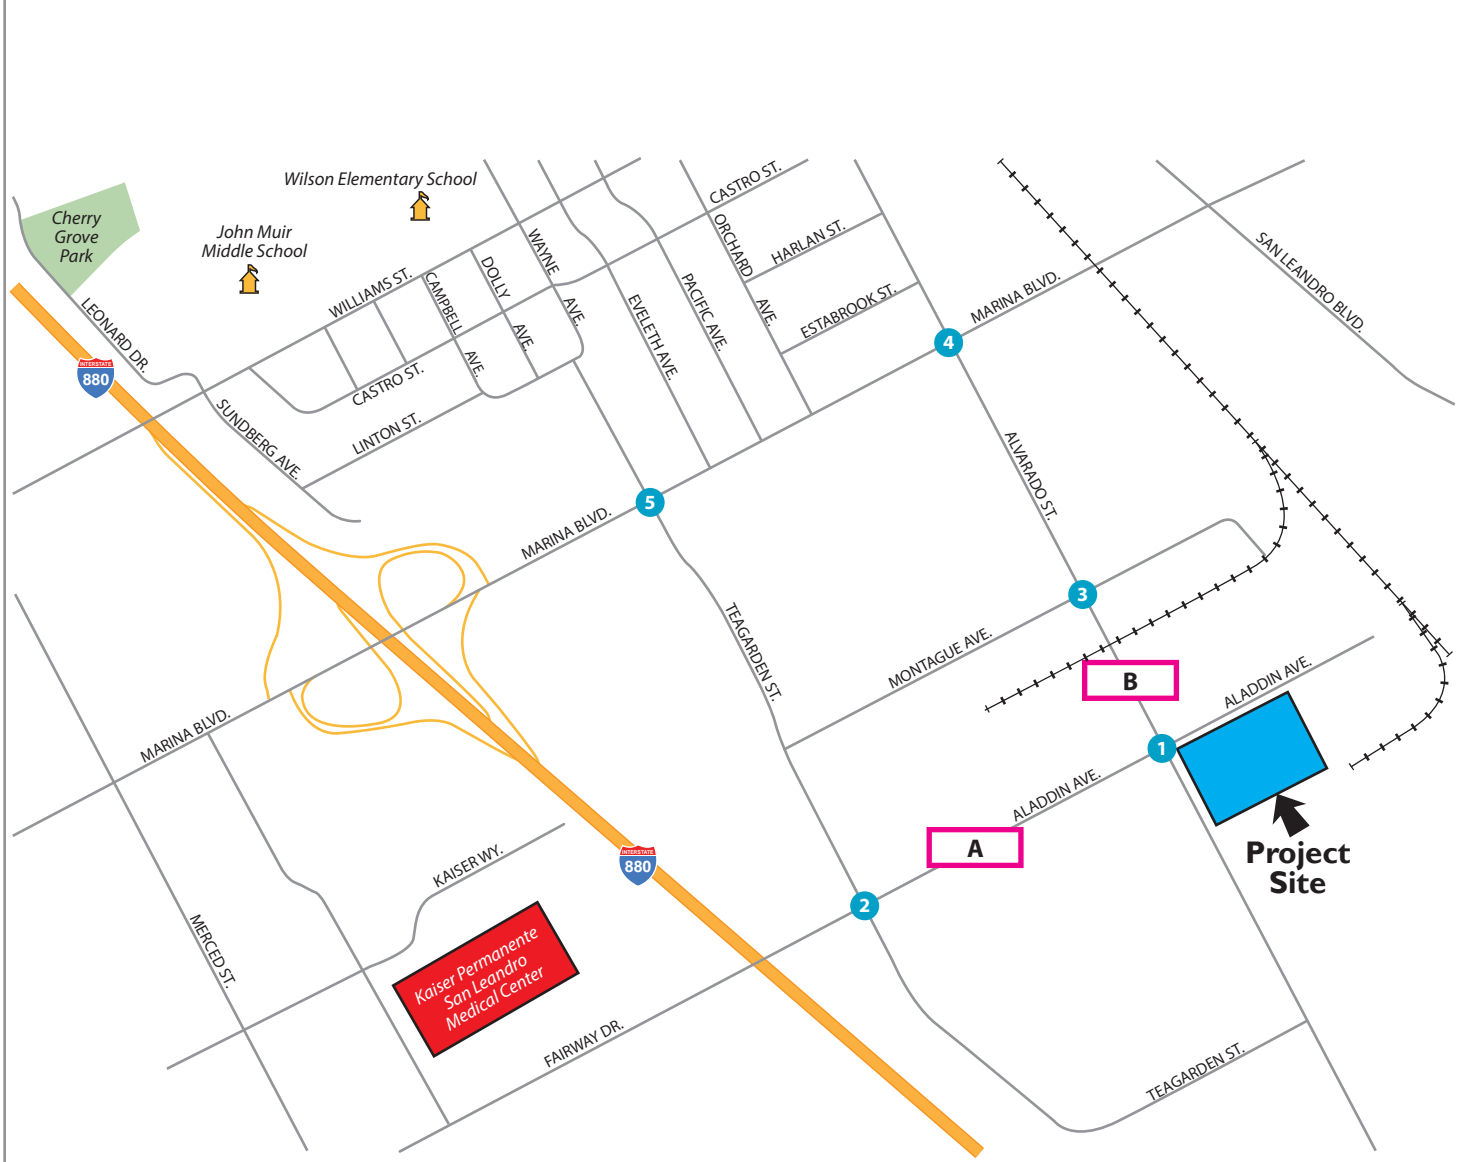 Wilson Elementary School
John Muir
Middle School
Cherry
Grove
Park
LEONARD DR.
WILLIAMS ST.
CAMPBELL
AVE.
DOLLY
AVE.
WAYNE
AVE.
EVELETH AVE.
PACIFIC AVE.
ORCHARD
AVE.
CASTRO ST.
HARLAN ST.
ESTABROOK ST.
MARINA BLVD.
SAN LEANDRO BLVD.
INTERSTATE
880
CASTRO ST.
LINTON ST.
SUNDBERG AVE.
4
5
MARINA BLVD.
ALVARADO ST.
3
TEAGARDEN ST.
MONTAGUE AVE.
B
ALADDIN AVE.
1
MARINA BLVD.
ALADDIN AVE.
A
Project
Site
INTERSTATE
880
KAISER WY.
2
MERCED ST.
Kaiser Permanente
San Leandro
Medical Center
FAIRWAY DR.
TEAGARDEN ST.